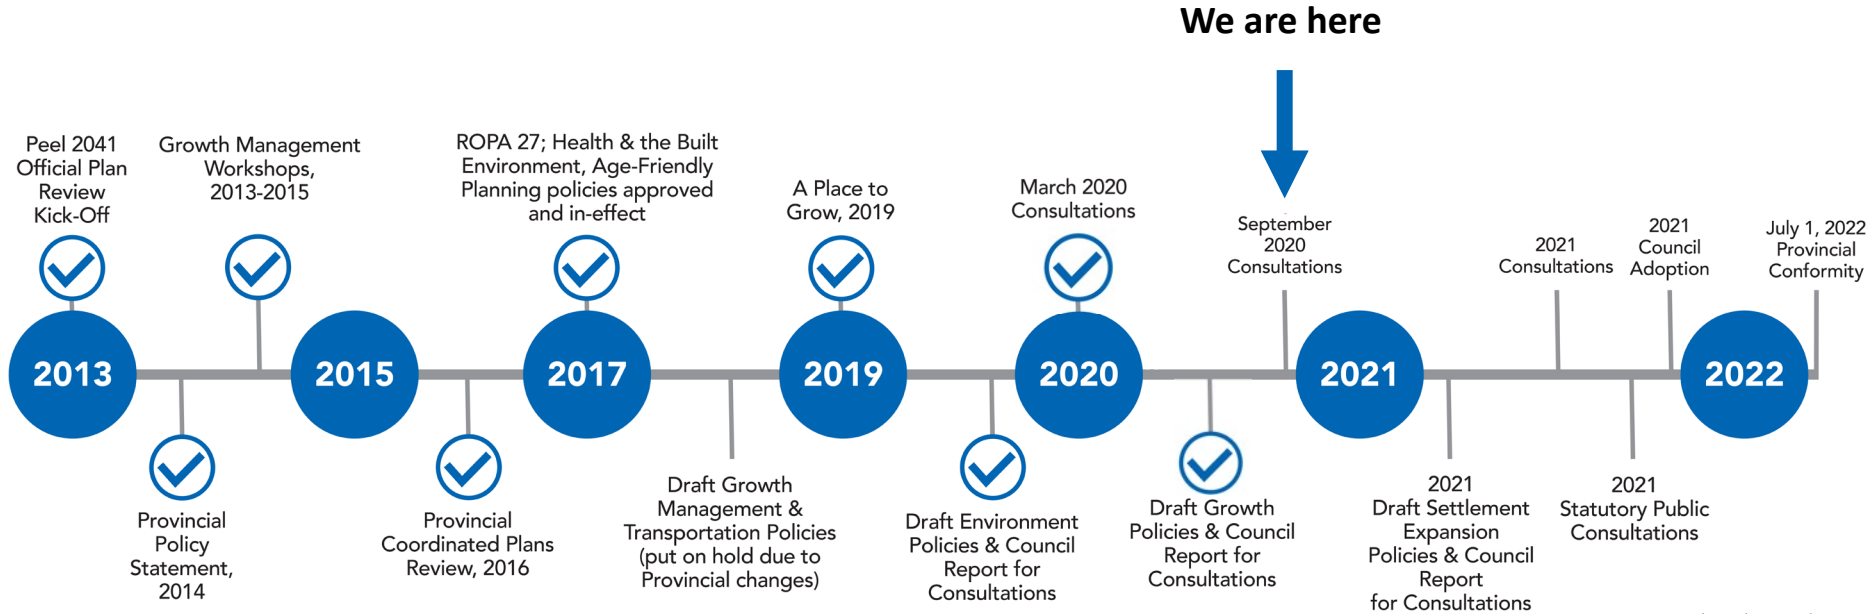 We are here
Peel 2041
Official Plan
Review
Kick-Off
Growth Management
Workshops,
2013-2015
ROPA 27; Health & the Built
Environment, Age-Friendly
Planning policies approved
and in-effect
A Place to
Grow, 2019
March 2020
Consultations
September
2020
Consultations
2021
Consultations
2021
Council
Adoption
July 1, 2022
Provincial
Conformity
2013
2015
2017
2019
2020
2021
2022
Provincial
Policy
Statement,
2014
Provincial
Coordinated Plans
Review, 2016
Draft Growth
Management &
Transportation Policies
(put on hold due to
Provincial changes)
Draft Environment
Policies & Council
Report for
Consultations
Draft Growth
Policies & Council
Report for
Consultations
2021
Draft Settlement
Expansion
Policies & Council
Report
for Consultations
2021
Statutory Public
Consultations